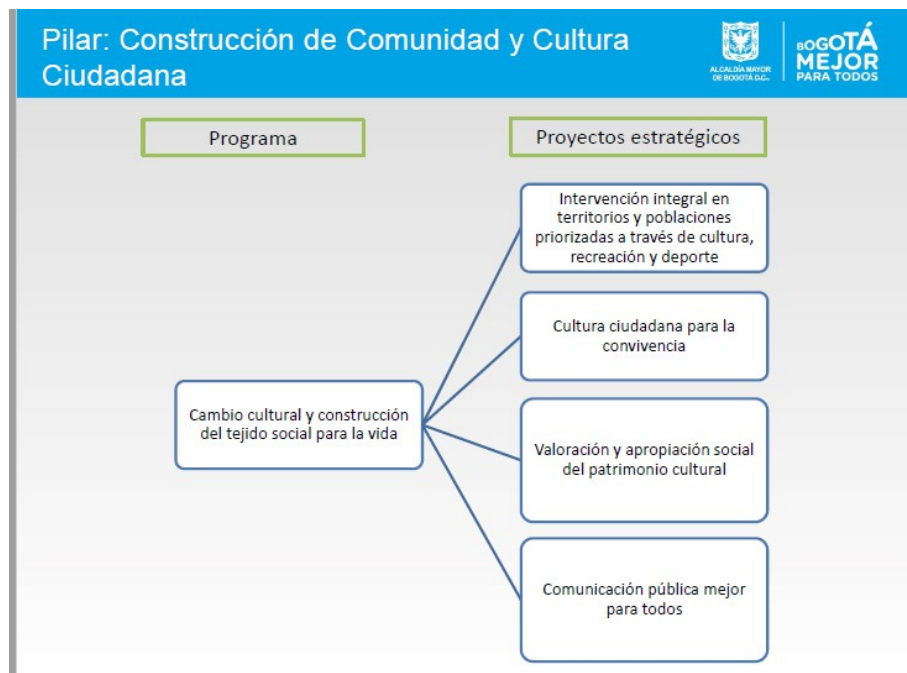 Pilar: Construcción de Comunidad y Cultura
Ciudadana
ALCALDÍA MAYOR
DE BOGOTÁ D.C.
BOGOTÁ
MEJOR
PARA TODOS
Programa
Proyectos estratégicos
Intervención integral en
territorios y poblaciones
priorizadas a través de cultura,
recreación y deporte
Cultura ciudadana para la
convivencia
Cambio cultural y construcción
del tejido social para la vida
Valoración y apropiación social
del patrimonio cultural
Comunicación pública mejor
para todos